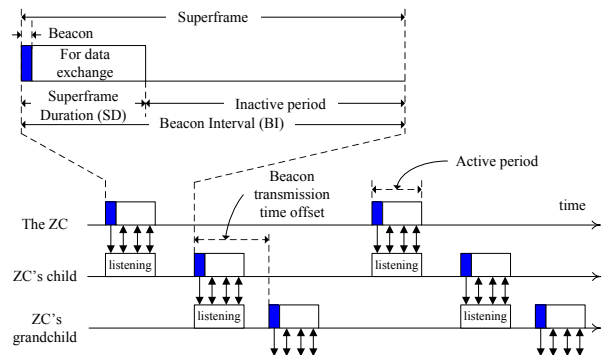 Superframe
Beacon
For data
exchange
Superframe
Duration (SD)
Inactive period
Beacon Interval (BI)
Beacon
transmission
time offset
Active period
The ZC
time
listening
listening
ZC's child
listening
listening
ZC's
grandchild